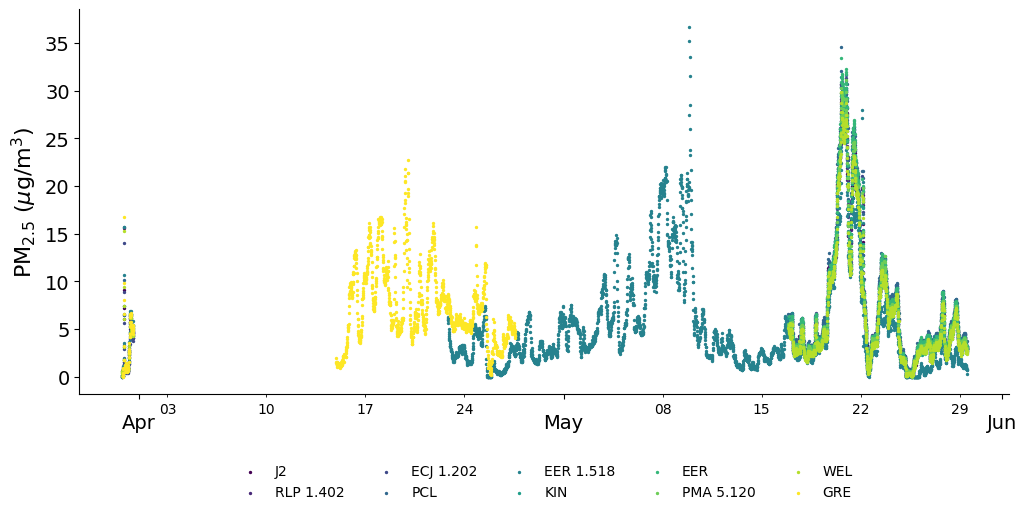 PM2.5 (μg/m3)
35
30
25
20
15
10
5
0
03 10 17 24 08 15 22 29
Apr May Jun
J2 ECJ 1.202 EER 1.518 EER WEL
RLP 1.402 PCL KIN PMA 5.120 GRE